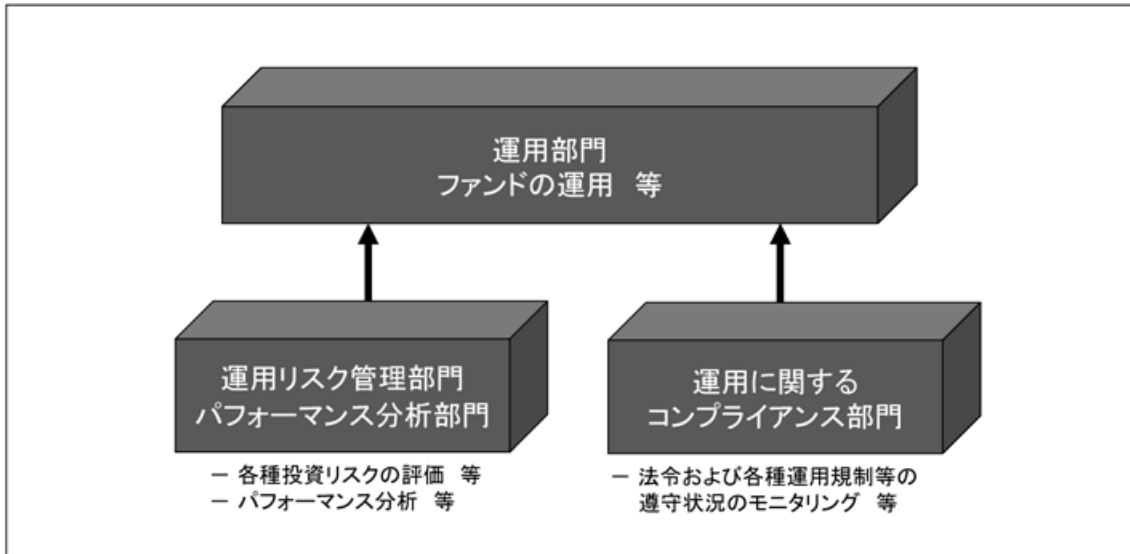 運用部門
ファンドの運用 等
運用リスク管理部門
パフォーマンス分析部門
－ 各種投資リスクの評価 等
－ パフォーマンス分析 等
運用に関する
コンプライアンス部門
－ 法令および各種運用規制等の
遵守状況のモニタリング 等